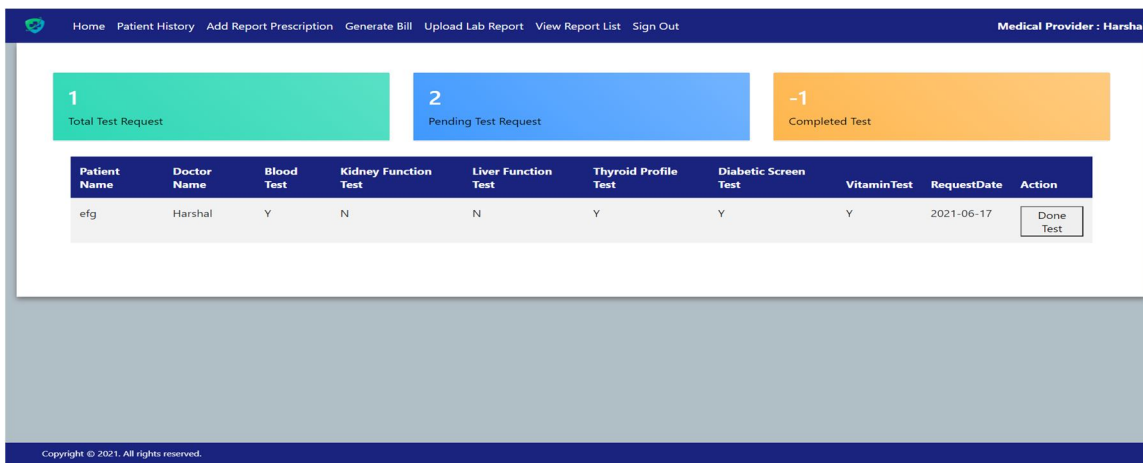 Home Patient History Add Report Prescription Generate Bill Upload Lab Report View Report List Sign Out Medical Provider : Harsha
1 2 -1
Total Test Request Pending Test Request Completed Test
Patient Name Doctor Name Blood Test Kidney Function Test Liver Function Test Thyroid Profile Test Diabetic Screen Test VitaminTest RequestDate Action
efg Harshal Y N N Y Y Y 2021-06-17 Done Test
Copyright © 2021. All rights reserved.